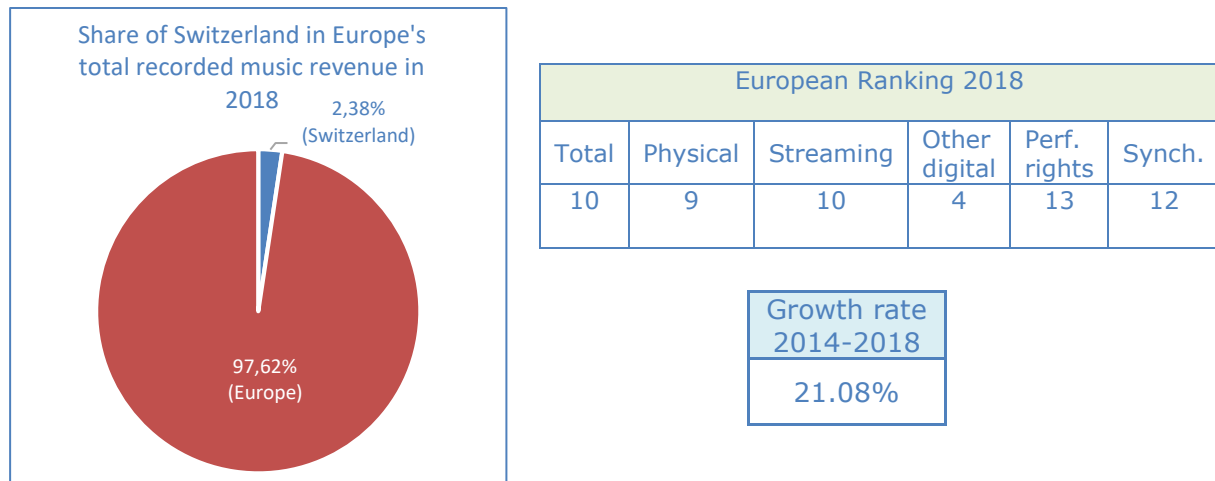 Share of Switzerland in Europe's
total recorded music revenue in
2018
2,38%
(Switzerland)
97,62%
(Europe)
European Ranking 2018
Total Physical Streaming Other digital Perf. rights Synch.
10 9 10 4 13 12
Growth rate
2014-2018
21.08%